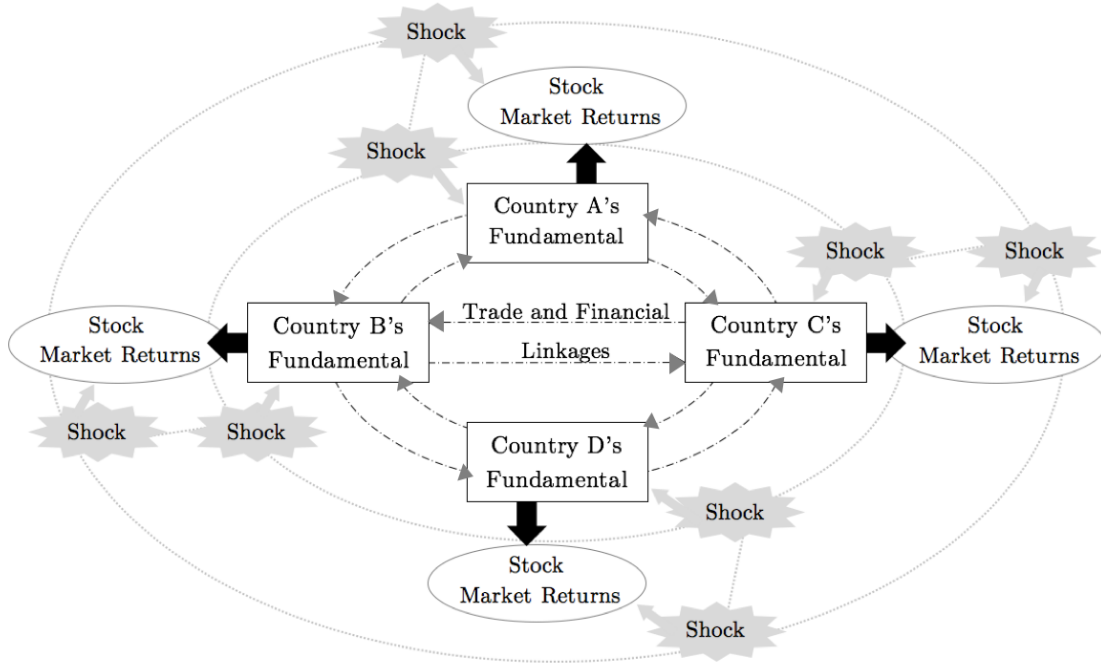 Shock
Stock
Market Returns
Shock
Country A's
Fundamental
Shock
Shock
Stock
Market Returns
Country B's
Fundamental
Trade and Financial
Linkages
Country C's
Fundamental
Stock
Market Returns
Shock
Shock
Country D's
Fundamental
Shock
Stock
Market Returns
Shock